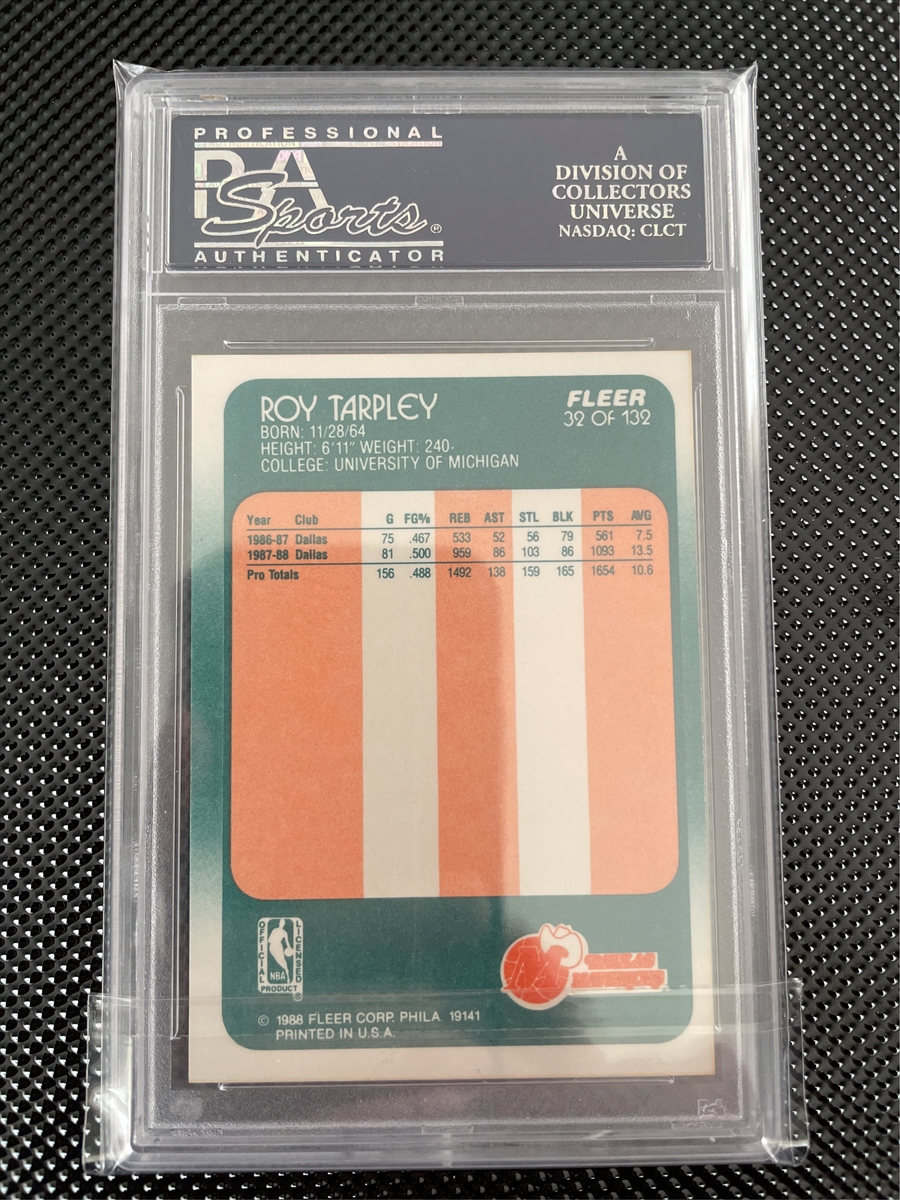 PROFESSIONAL
PSA
Sports®
AUTHENTICATOR
A
DIVISION OF
COLLECTORS
UNIVERSE
NASDAQ: CLCT
ROY TARPLEY
BORN: 11/28/64
HEIGHT: 6'11" WEIGHT: 240
COLLEGE: UNIVERSITY OF MICHIGAN
FLEER
32 OF 132
Year Club G FG% REB AST STL BLK PTS AVG
1986-87 Dallas 75 .467 533 52 56 79 561 7.5
1987-88 Dallas 81 .500 959 86 103 86 1093 13.5
Pro Totals 156 .488 1492 138 159 165 1654 10.6
OFFICIAL
NBA
LICENSED
PRODUCT®
DALLAS
MAVERICKS
© 1988 FLEER CORP. PHILA. 19141
PRINTED IN U.S.A.